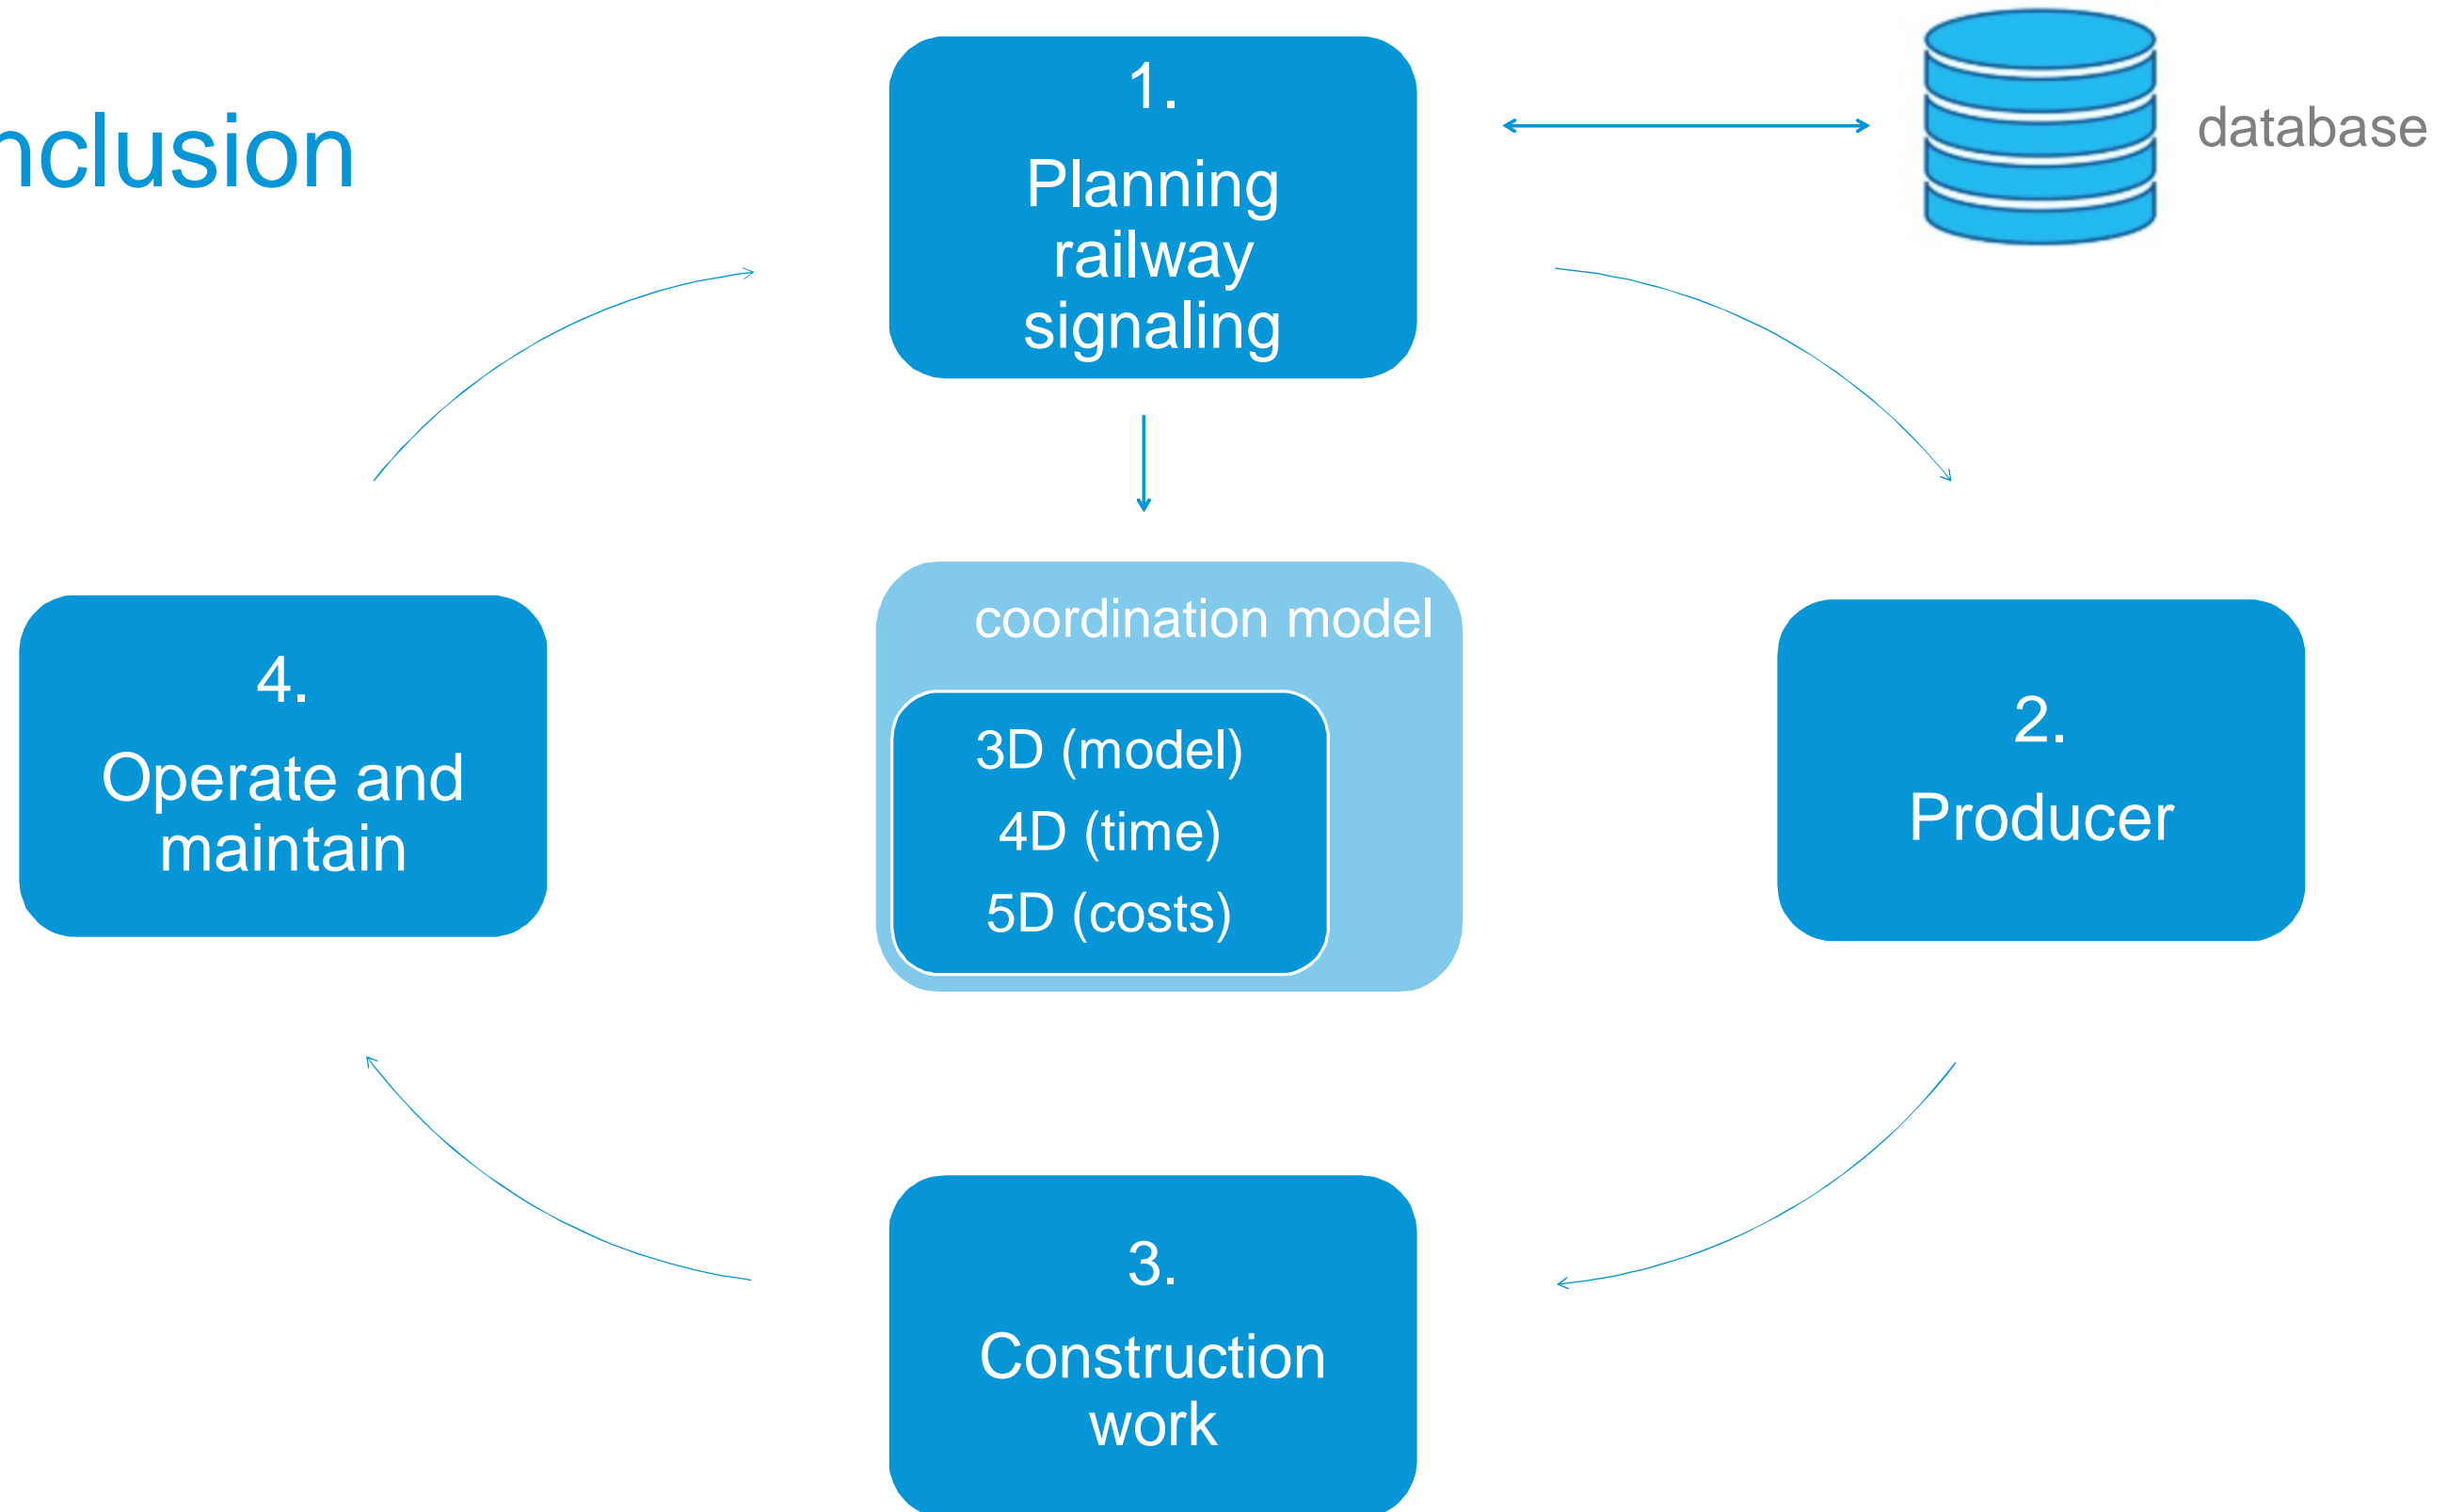 nclusion
1.
Planning
railway
signaling
database
coordination model
3D (model)
4D (time)
5D (costs)
4.
Operate and
maintain
2.
Producer
3.
Construction
work